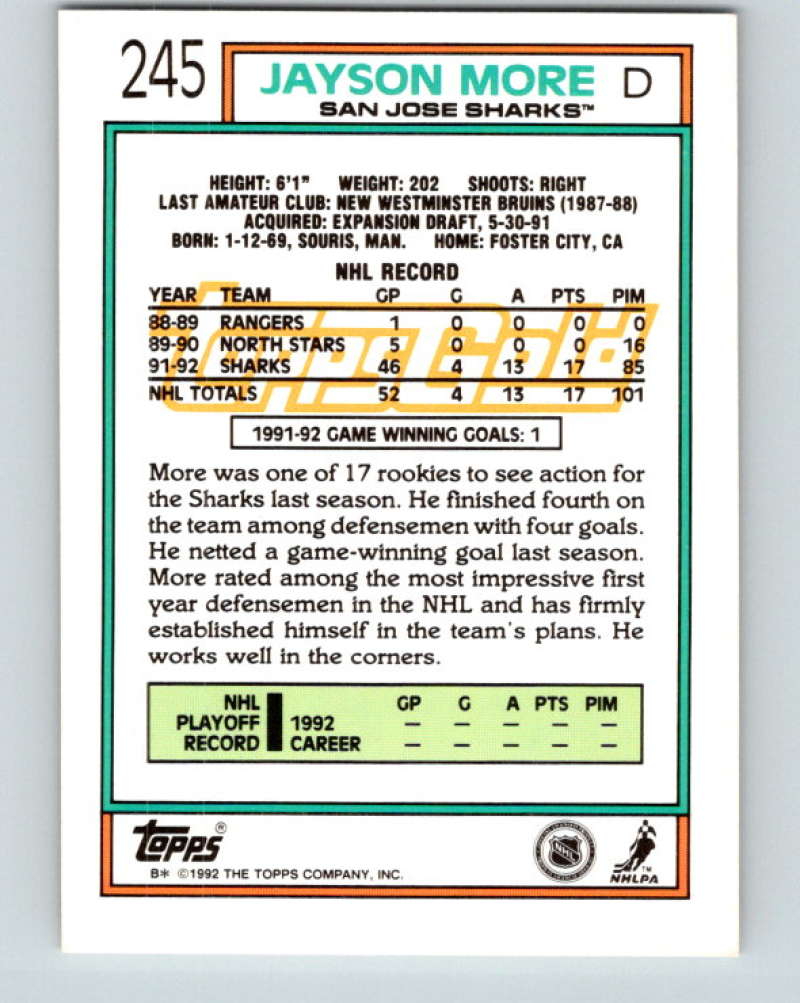 245 JAYSON MORE D
SAN JOSE SHARKS™
HEIGHT: 6'1" WEIGHT: 202 SHOOTS: RIGHT
LAST AMATEUR CLUB: NEW WESTMINSTER BRUINS (1987-88)
ACQUIRED: EXPANSION DRAFT, 5-30-91
BORN: 1-12-69, SOURIS, MAN. HOME: FOSTER CITY, CA
NHL RECORD
YEAR TEAM GP G A PTS PIM
88-89 RANGERS 1 0 0 0 0
89-90 NORTH STARS 5 0 0 0 16
91-92 SHARKS 46 4 13 17 85
NHL TOTALS 52 4 13 17 101
ToppsGold
1991-92 GAME WINNING GOALS: 1
More was one of 17 rookies to see action for
the Sharks last season. He finished fourth on
the team among defensemen with four goals.
He netted a game-winning goal last season.
More rated among the most impressive first
year defensemen in the NHL and has firmly
established himself in the team's plans. He
works well in the corners.
NHL GP G A PTS PIM
PLAYOFF 1992 – – – – –
RECORD CAREER – – – – –
TOPPS®
B* ©1992 THE TOPPS COMPANY, INC.
NHL
™
NHLPA